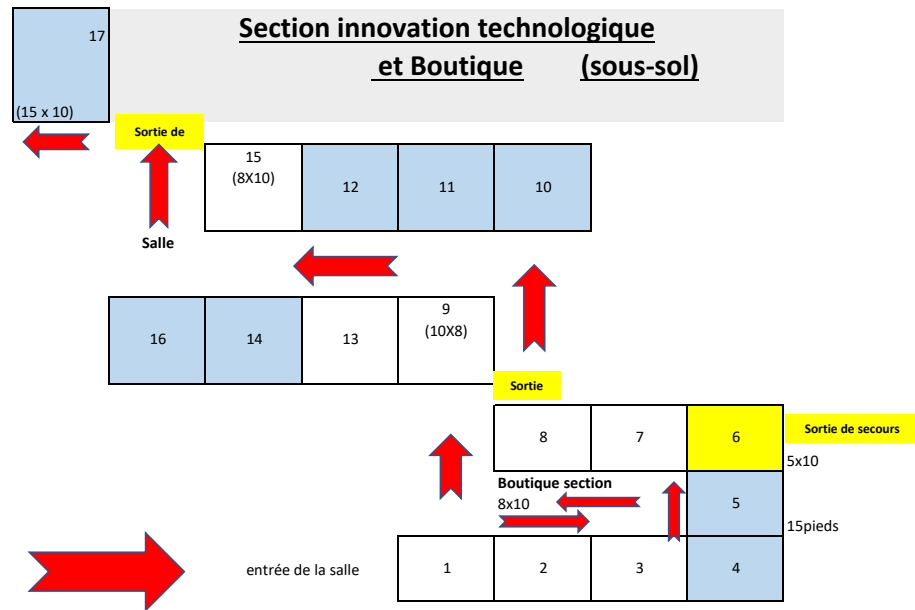 17
(15 x 10)
Section innovation technologique
et Boutique (sous-sol)
Sortie de
Salle
15
(8X10)
12
11
10
16
14
13
9
(10X8)
Sortie
8
7
6
Sortie de secours
5x10
Boutique section
8x10
5
15pieds
entrée de la salle
1
2
3
4